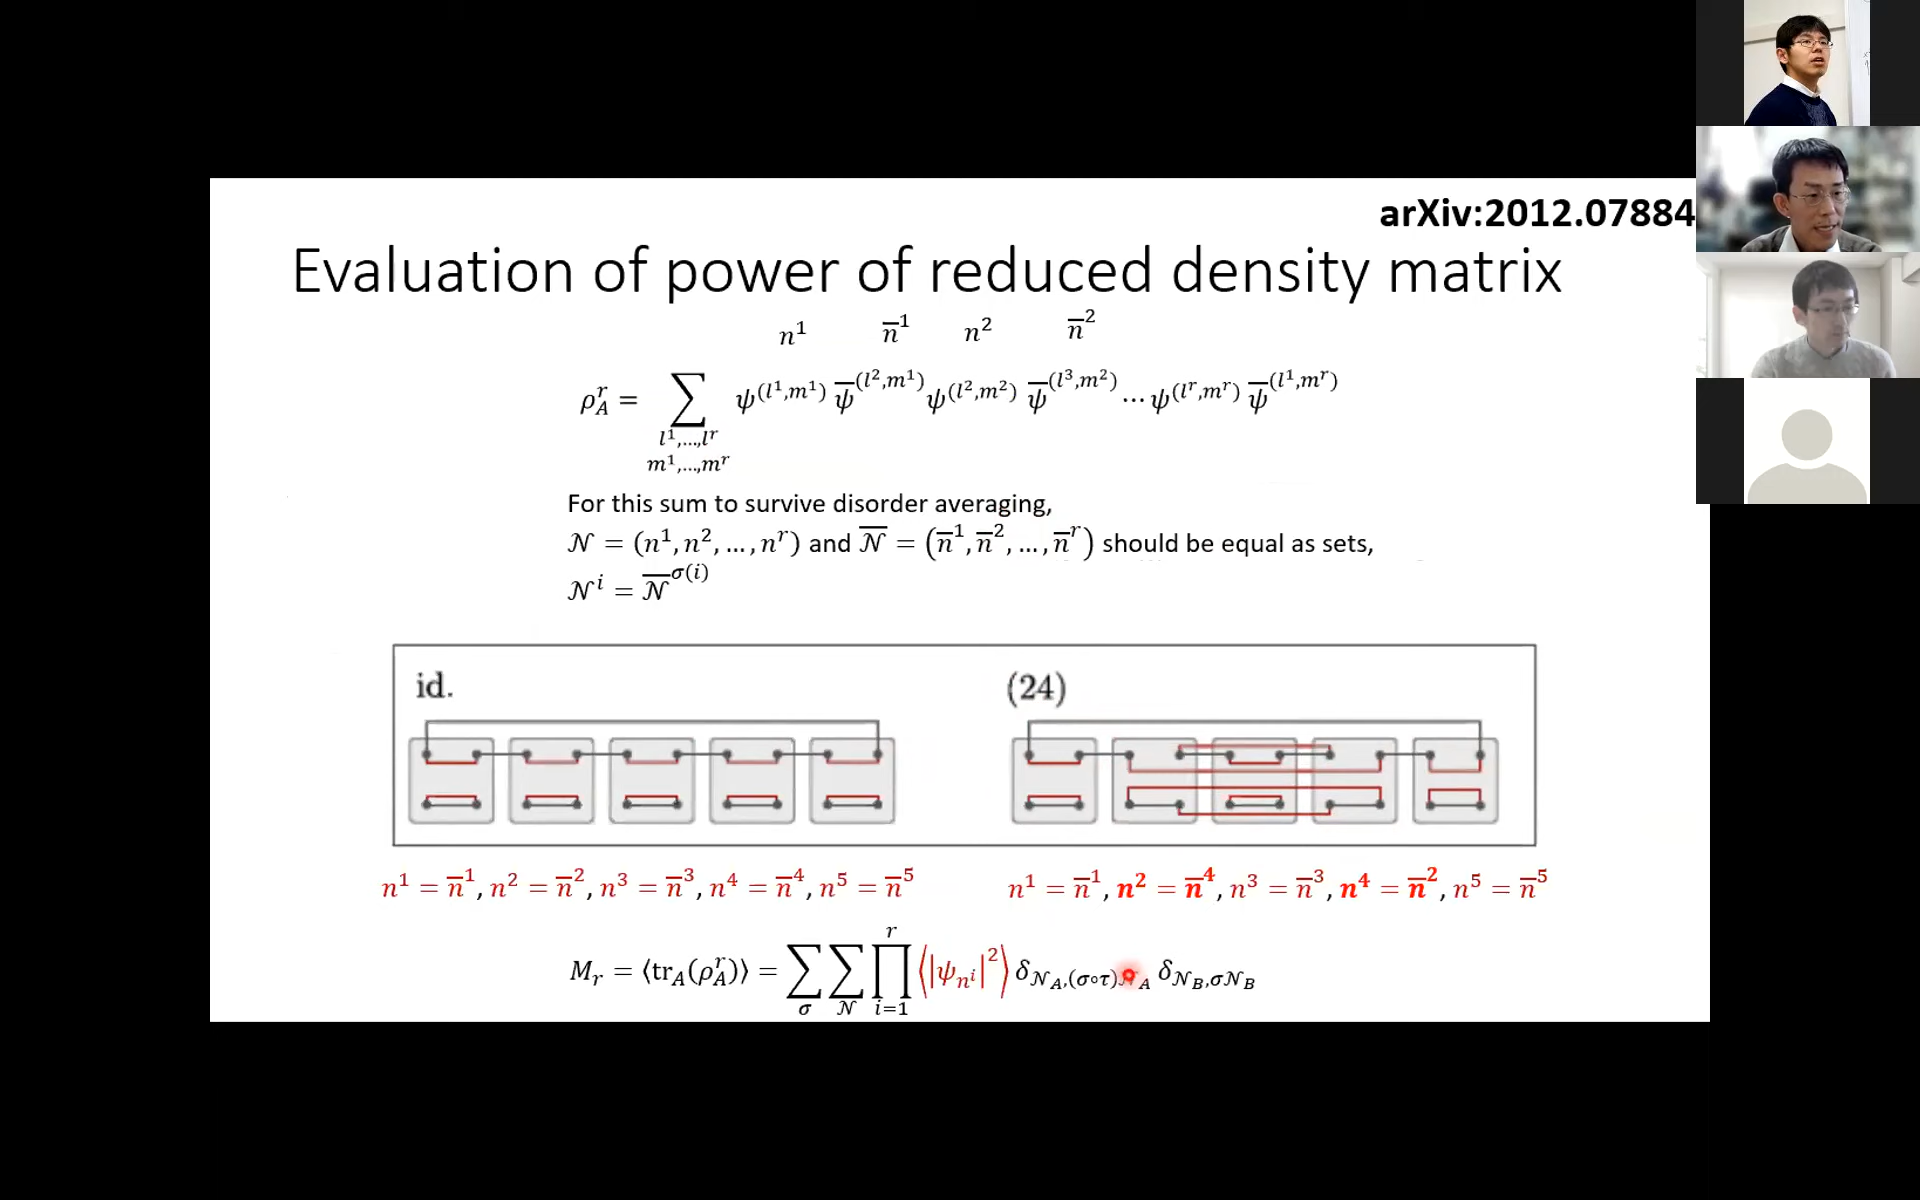 arXiv:2012.07884
Evaluation of power of reduced density matrix
n¹ n̅¹ n² n̅²
ρ_A^r = ∑_{l¹,…,l^r m¹,…,m^r} ψ^(l¹,m¹) ψ̅^(l²,m¹) ψ^(l²,m²) ψ̅^(l³,m²) ⋯ ψ^(l^r,m^r) ψ̅^(l¹,m^r)
For this sum to survive disorder averaging,
𝒩 = (n¹, n², …, n^r) and 𝒩̅ = (n̅¹, n̅², …, n̅^r) should be equal as sets,
𝒩^i = 𝒩̅^σ(i)
id. (24)
n¹ = n̅¹, n² = n̅², n³ = n̅³, n⁴ = n̅⁴, n⁵ = n̅⁵
n¹ = n̅¹, n² = n̅⁴, n³ = n̅³, n⁴ = n̅², n⁵ = n̅⁵
M_r = ⟨tr_A(ρ_A^r)⟩ = ∑_σ ∑_𝒩 ∏_{i=1}^r ⟨|ψ_{n^i}|²⟩ δ_{𝒩_A,(σ∘τ)𝒩_A} δ_{𝒩_B,σ𝒩_B}